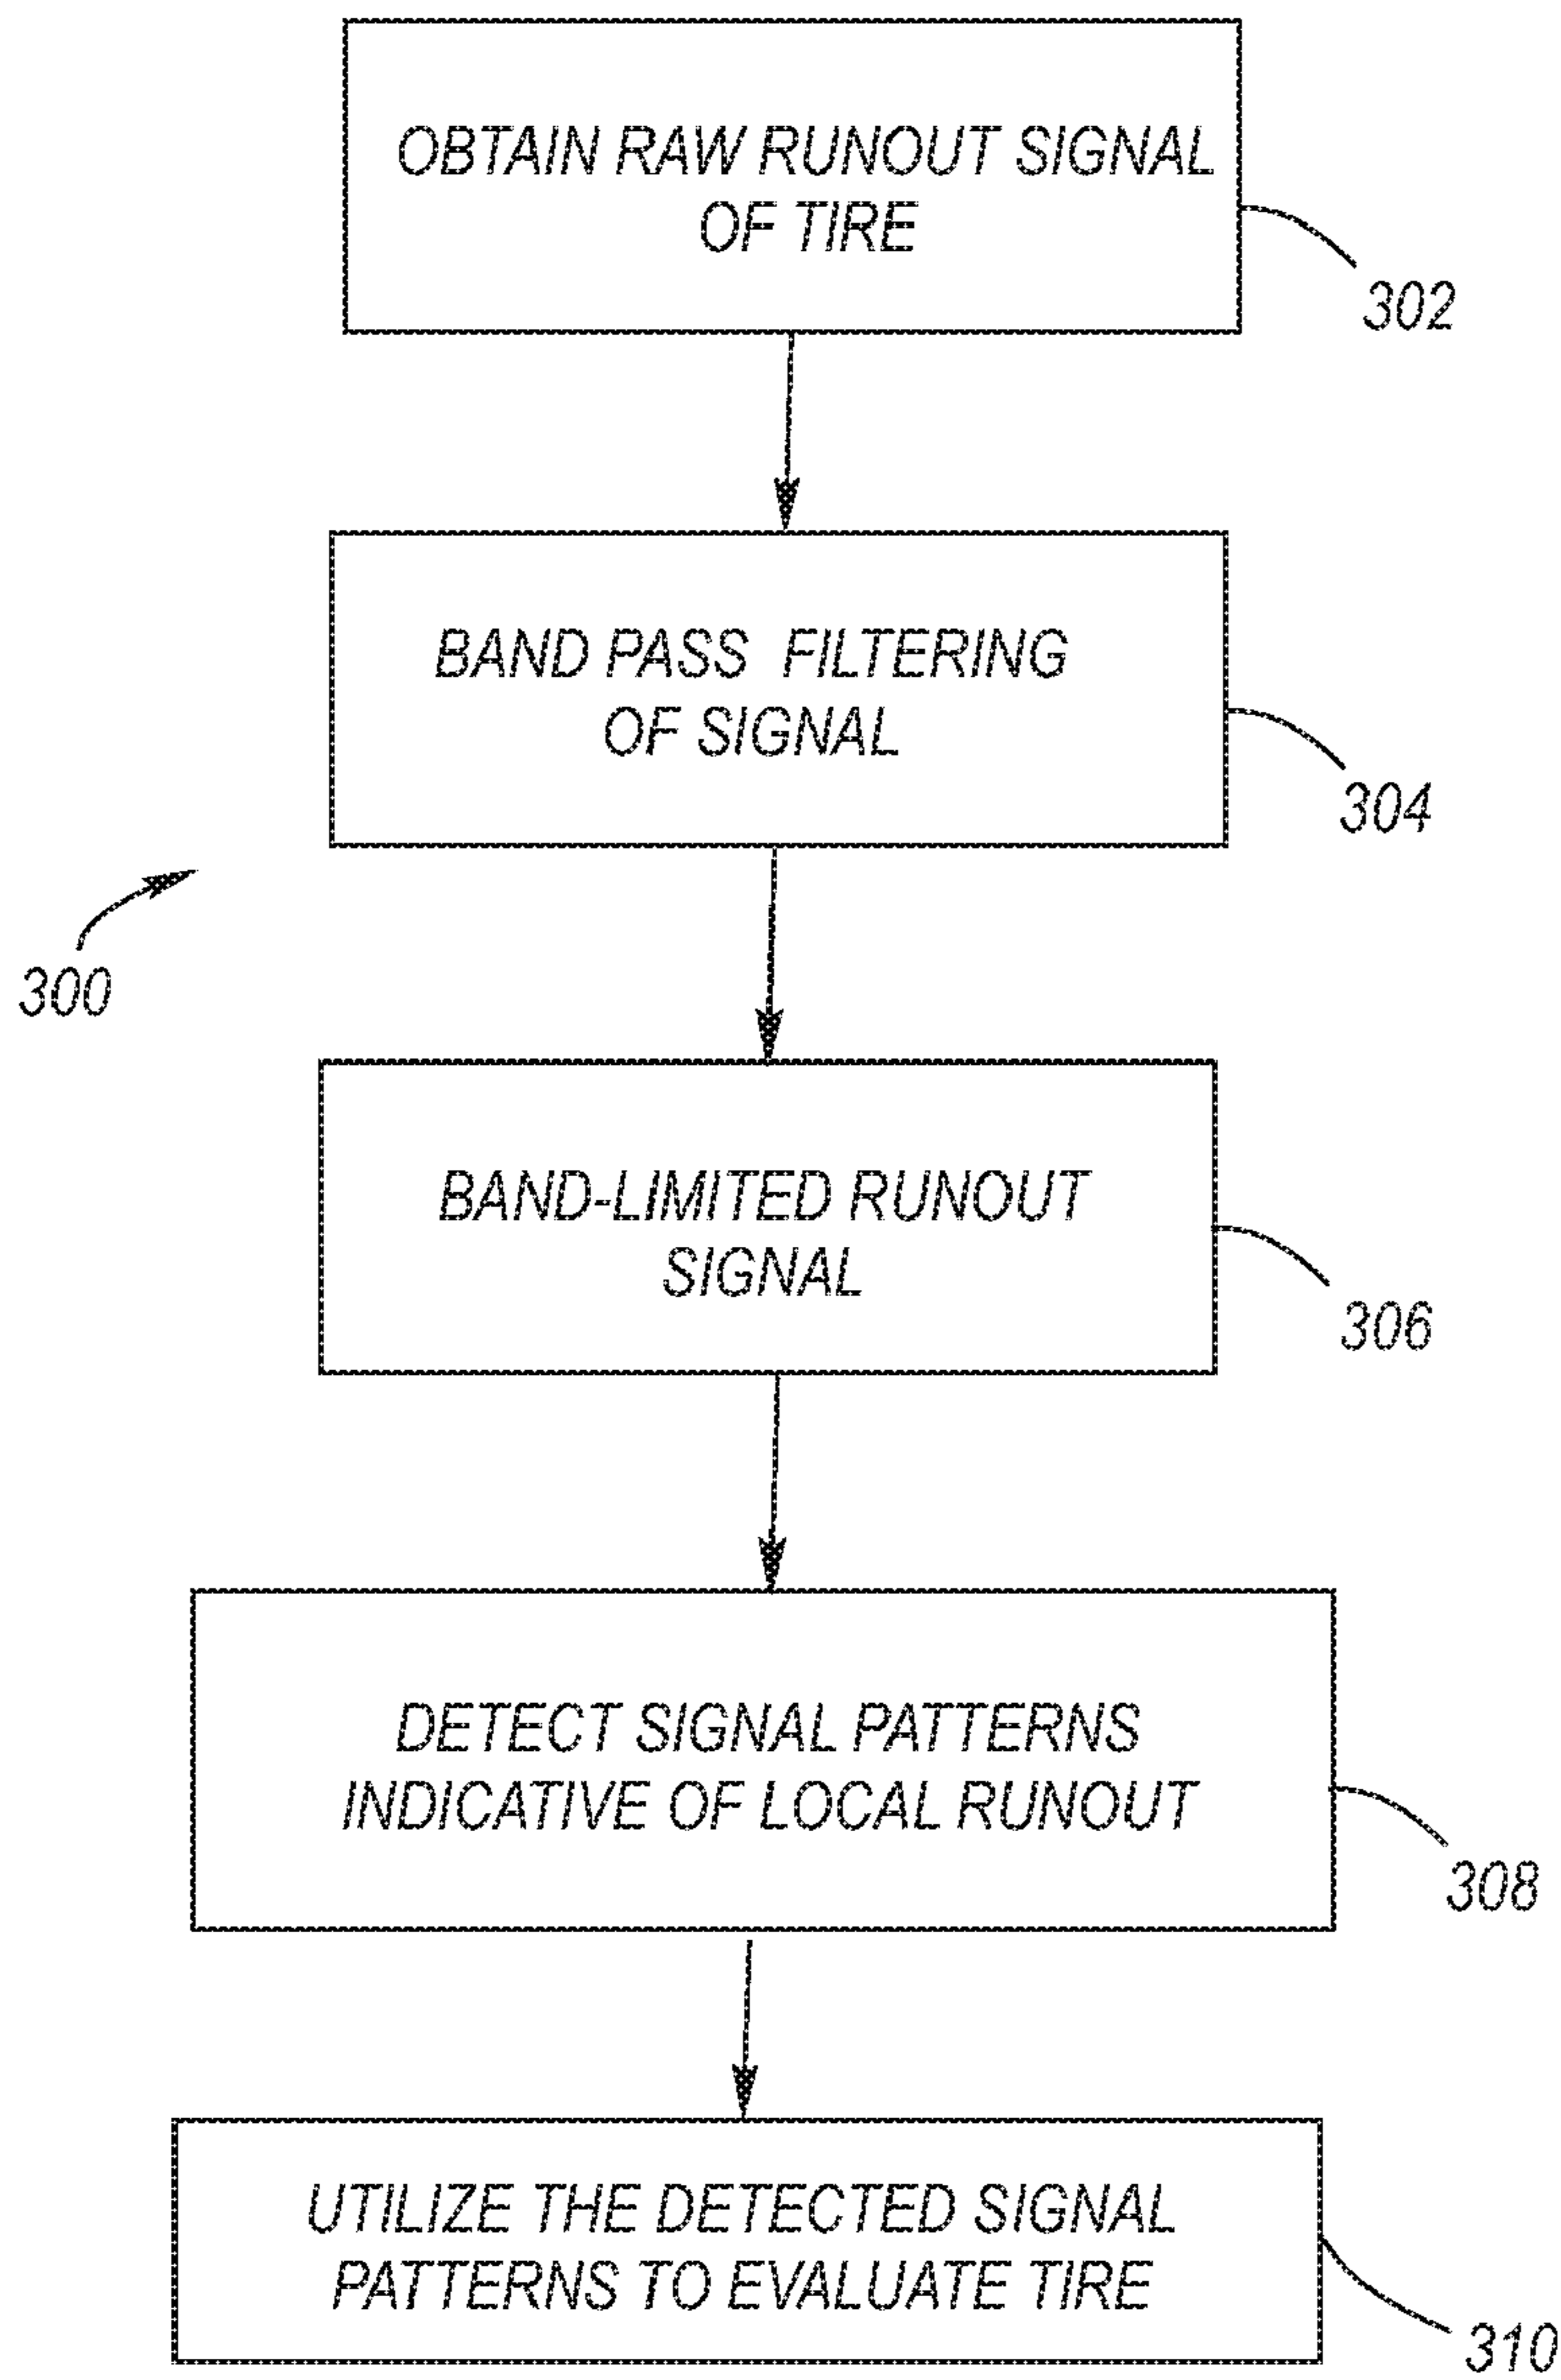 OBTAIN RAW RUNOUT SIGNAL
OF TIRE
302
BAND PASS FILTERING
OF SIGNAL
304
300
BAND-LIMITED RUNOUT
SIGNAL
306
DETECT SIGNAL PATTERNS
INDICATIVE OF LOCAL RUNOUT
308
UTILIZE THE DETECTED SIGNAL
PATTERNS TO EVALUATE TIRE
310